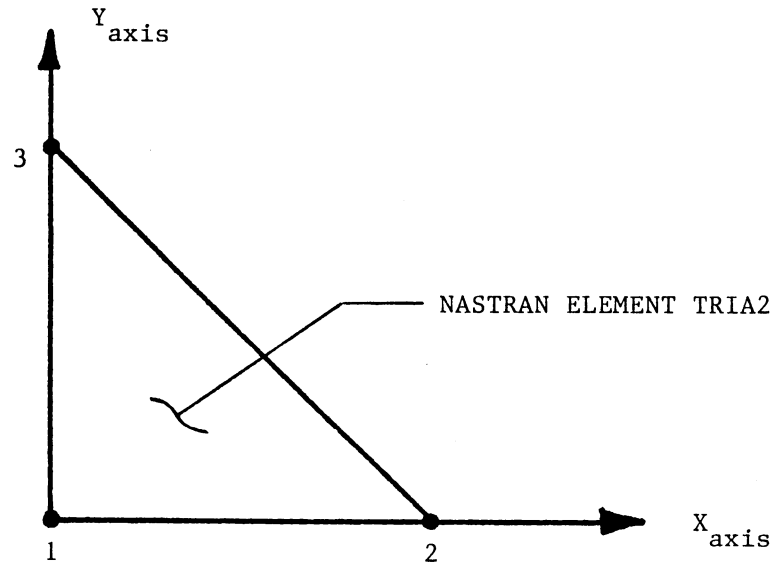 Y axis
3
NASTRAN ELEMENT TRIA2
X axis
1
2